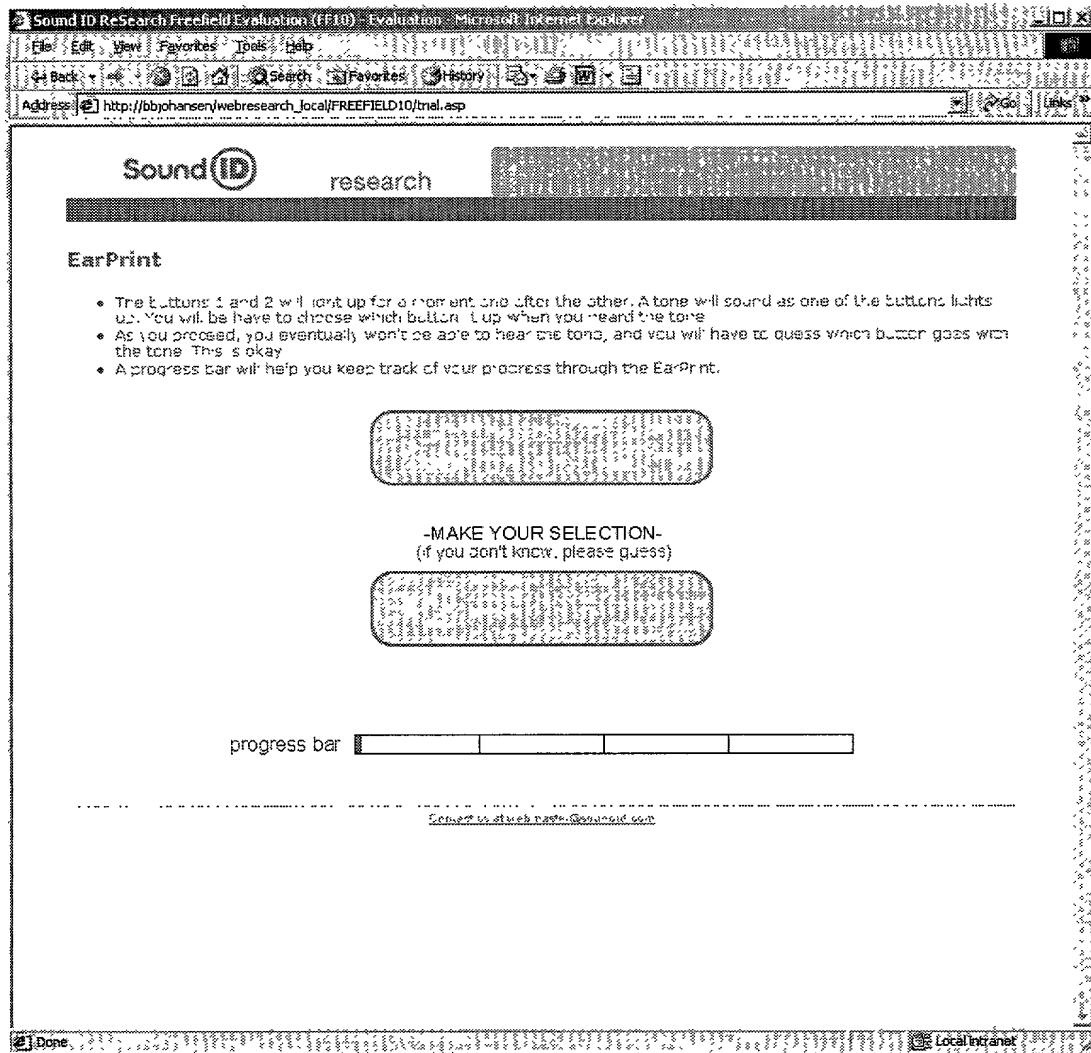 Sound ID ReSearch Freefield Evaluation (FF10) - Evaluation - Microsoft Internet Explorer
File Edit View Favorites Tools Help
Back Search Favorites History
Address http://bbjohansen/webresearch_local/FREEFIELD10/trial.asp Go Links »
Sound ID research
EarPrint
• The buttons 1 and 2 will light up for a moment one after the other. A tone will sound as one of the buttons lights
up. You will be have to choose which button lit up when you heard the tone
• As you proceed, you eventually won't be able to hear the tone, and you will have to guess which button goes with
the tone. This is okay
• A progress bar will help you keep track of your progress through the EarPrint.
-MAKE YOUR SELECTION-
(if you don't know, please guess)
progress bar
Contact us at
Done Local intranet